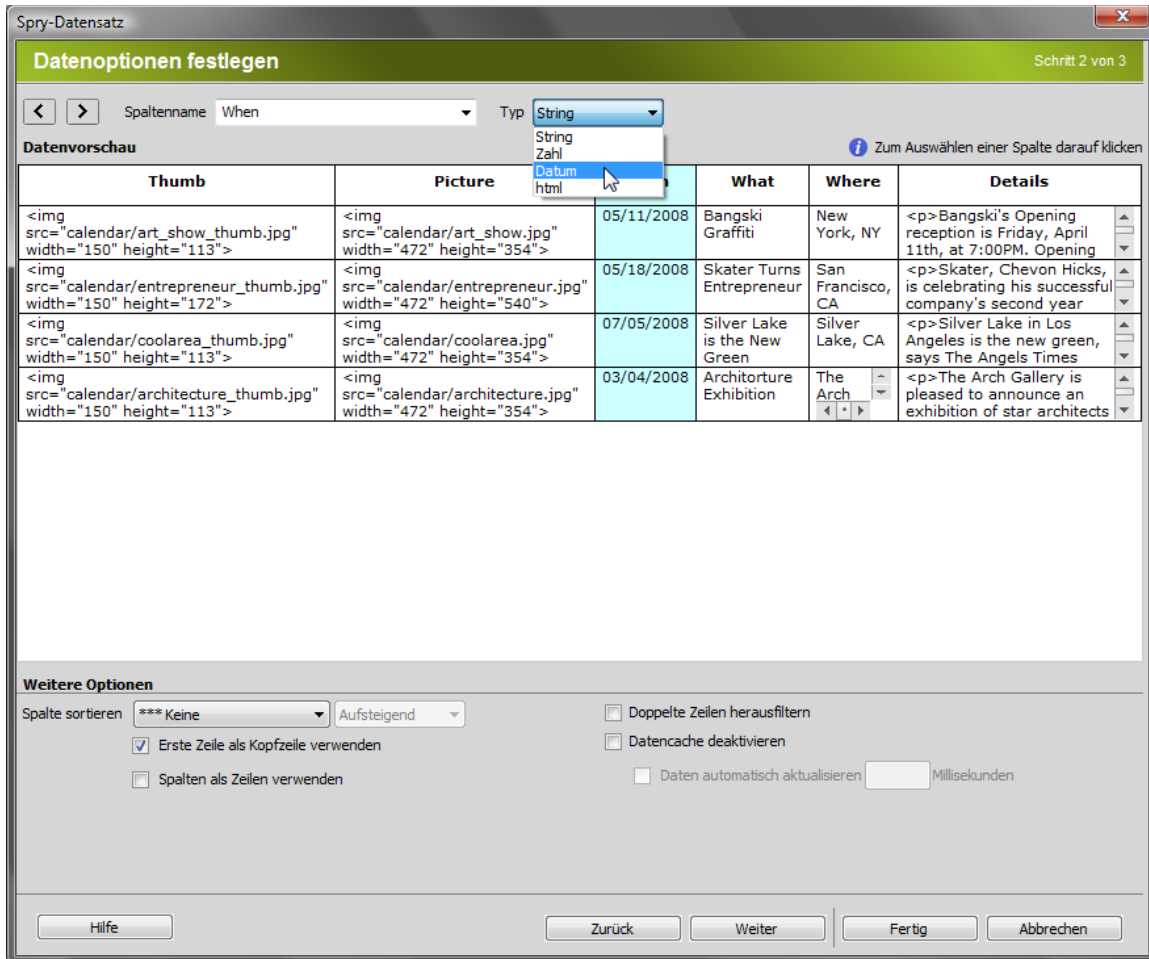 Spry-Datensatz
Datenoptionen festlegen
Schritt 2 von 3
Spaltenname When
Typ String
String
Zahl
Datum
html
Datenvorschau
Zum Auswählen einer Spalte darauf klicken
Thumb Picture What Where Details
<img
src="calendar/art_show_thumb.jpg"
width="150" height="113">
<img
src="calendar/art_show.jpg"
width="472" height="354">
05/11/2008
Bangski
Graffiti
New
York, NY
<p>Bangski's Opening
reception is Friday, April
11th, at 7:00PM. Opening
<img
src="calendar/entrepreneur_thumb.jpg"
width="150" height="172">
<img
src="calendar/entrepreneur.jpg"
width="472" height="540">
05/18/2008
Skater Turns
Entrepreneur
San
Francisco,
CA
<p>Skater, Chevon Hicks,
is celebrating his successful
company's second year
<img
src="calendar/coolarea_thumb.jpg"
width="150" height="113">
<img
src="calendar/coolarea.jpg"
width="472" height="354">
07/05/2008
Silver Lake
is the New
Green
Silver
Lake, CA
<p>Silver Lake in Los
Angeles is the new green,
says The Angels Times
<img
src="calendar/architecture_thumb.jpg"
width="150" height="113">
<img
src="calendar/architecture.jpg"
width="472" height="354">
03/04/2008
Architorture
Exhibition
The
Arch
<p>The Arch Gallery is
pleased to announce an
exhibition of star architects
Weitere Optionen
Spalte sortieren *** Keine Aufsteigend
Erste Zeile als Kopfzeile verwenden
Spalten als Zeilen verwenden
Doppelte Zeilen herausfiltern
Datencache deaktivieren
Daten automatisch aktualisieren Millisekunden
Hilfe Zurück Weiter Fertig Abbrechen